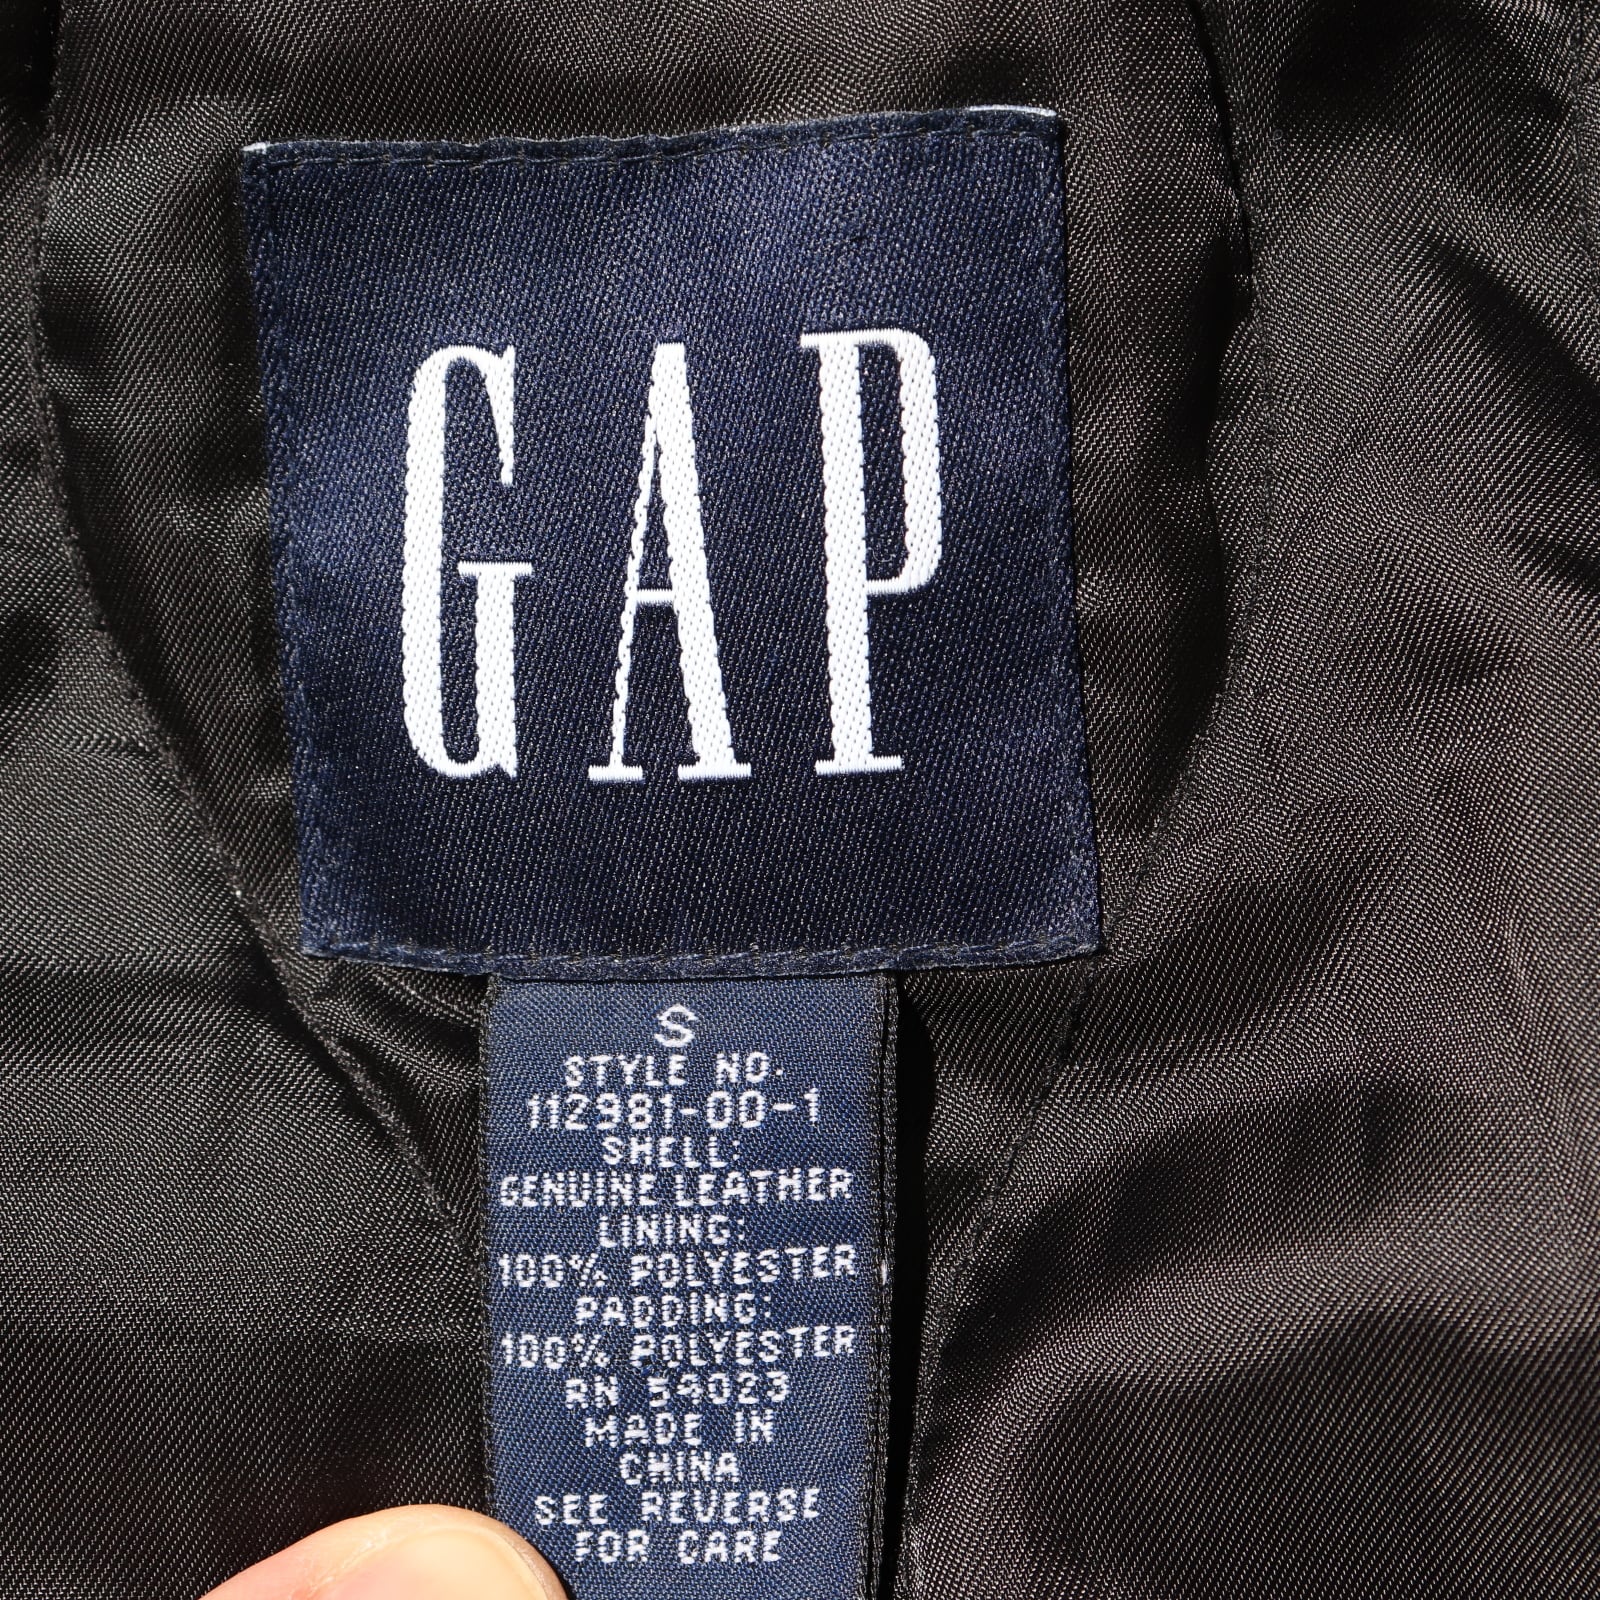 GAP
S
STYLE NO.
112981-00-1
SHELL:
GENUINE LEATHER
LINING:
100% POLYESTER
PADDING:
100% POLYESTER
RN 54023
MADE IN
CHINA
SEE REVERSE
FOR CARE